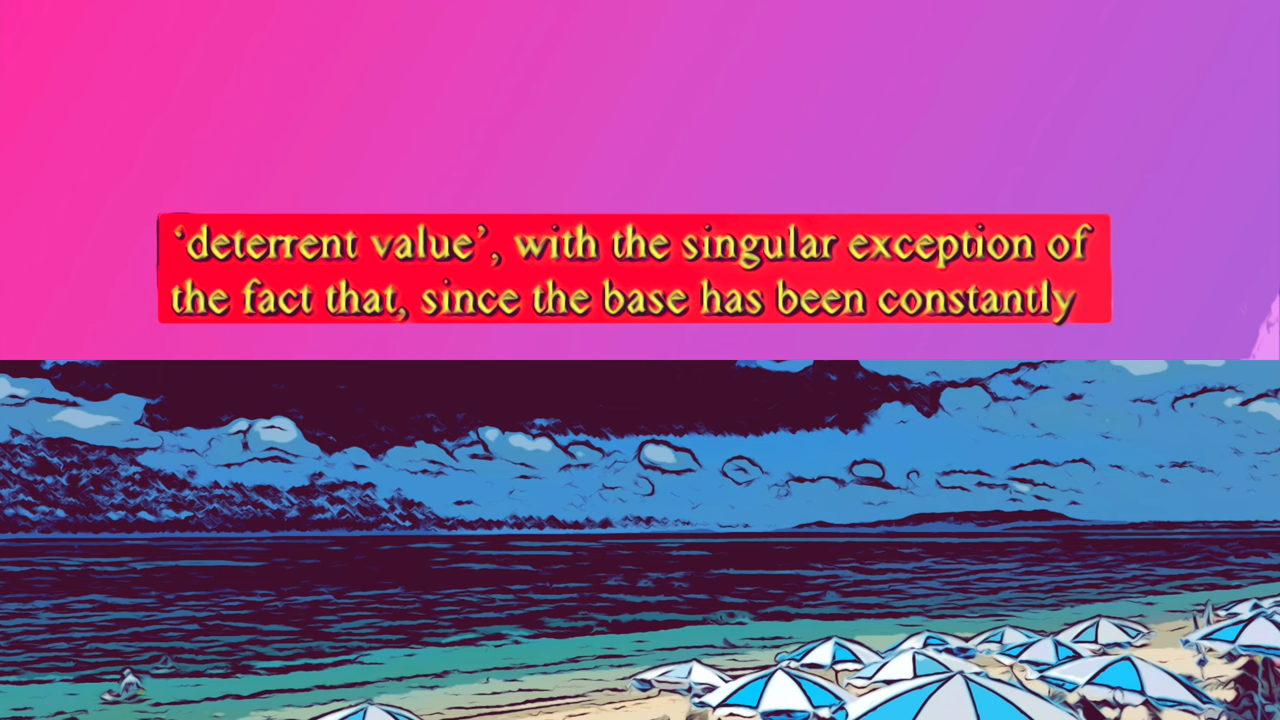 ‘deterrent value’, with the singular exception of
the fact that, since the base has been constantly